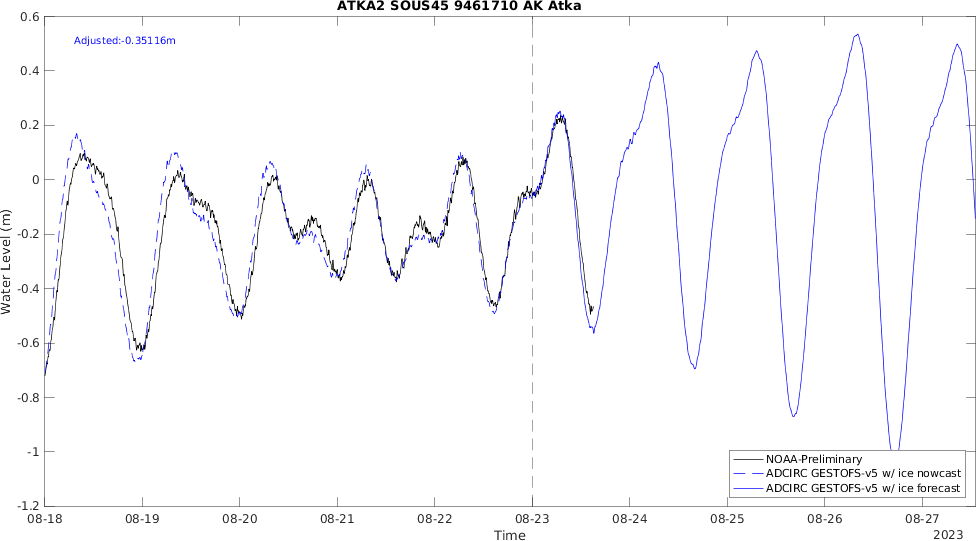 ATKA2 SOUS45 9461710 AK Atka
Adjusted:-0.35116m
0.6
0.4
0.2
0
-0.2
-0.4
-0.6
-0.8
-1
-1.2
Water Level (m)
NOAA-Preliminary
ADCIRC GESTOFS-v5 w/ ice nowcast
ADCIRC GESTOFS-v5 w/ ice forecast
08-18 08-19 08-20 08-21 08-22 08-23 08-24 08-25 08-26 08-27
Time
2023